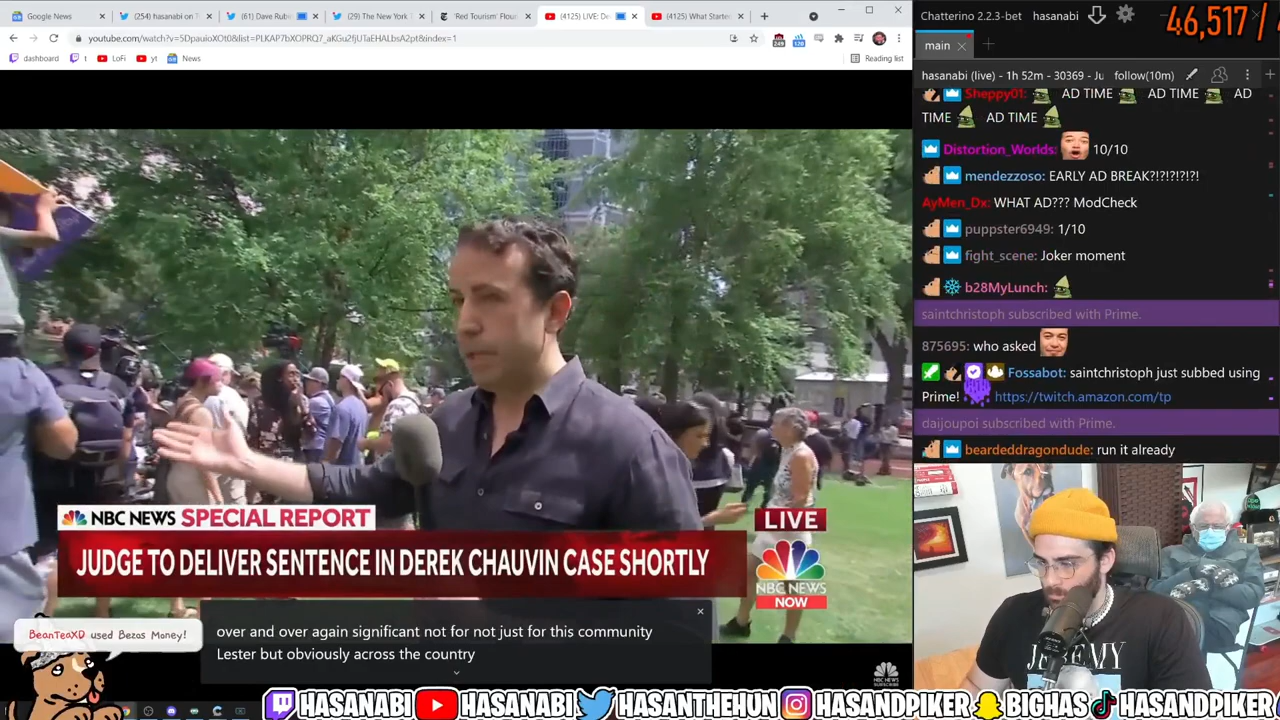 Google News
(254) hasanabi on T
(61) Dave Rube
(29) The New York
'Red Tourism' Flour
(4125) LIVE: De
(4125) What Starte
youtube.com/watch?v=5DpauioXOt0&list=PLKAP7bXOPRQ7_aKGu2fjUTaEHALbsA2pt&index=1
dashboard
t
LoFi
yt
News
Reading list
NBC NEWS SPECIAL REPORT
JUDGE TO DELIVER SENTENCE IN DEREK CHAUVIN CASE SHORTLY
LIVE
NBC NEWS
NOW
over and over again significant not for not just for this community
Lester but obviously across the country
BeanTeaXD used Bezos Money!
NBC NEWS
SUBSCRIBE
Chatterino 2.2.3-bet hasanabi
46,517 /
main
hasanabi (live) - 1h 52m - 30369 - Ju follow(10m)
Sheppy01: AD TIME AD TIME AD
TIME AD TIME
Distortion_Worlds: 10/10
mendezzoso: EARLY AD BREAK?!?!?!?!
AyMen_Dx: WHAT AD??? ModCheck
puppster6949: 1/10
fight_scene: Joker moment
b28MyLunch:
saintchristoph subscribed with Prime.
875695: who asked
Fossabot: saintchristoph just subbed using
Prime! https://twitch.amazon.com/tp
daijoupoi subscribed with Prime.
beardeddragondude: run it already
JEREMY
HASANABI
HASANABI
HASANTHEHUN
HASANDPIKER
BIGHAS
HASANDPIKER